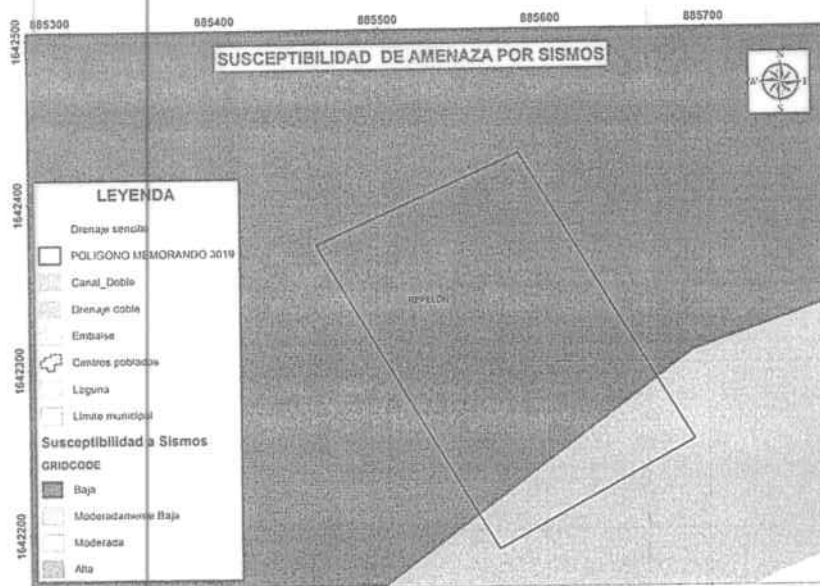 885300 885400 885500 885600 885700
1642500
SUSCEPTIBILIDAD DE AMENAZA POR SISMOS
1642400
LEYENDA
Drenaje sencillo
POLIGONO MEMORANDO 3019
Canal_Doble
Drenaje doble
REPELÓN
Embalse
1642300
Centros poblados
Laguna
Limite municipal
Susceptibilidad a Sismos
GRIDCODE
Baja
Moderadamente Baja
1642200
Moderada
Alta